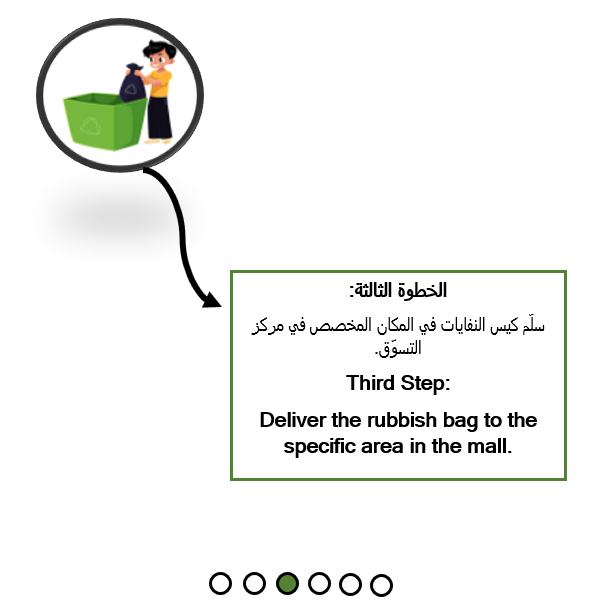 الخطوة الثالثة:
سلّم كيس النفايات في المكان المخصص في مركز
التسوّق.
Third Step:
Deliver the rubbish bag to the
specific area in the mall.